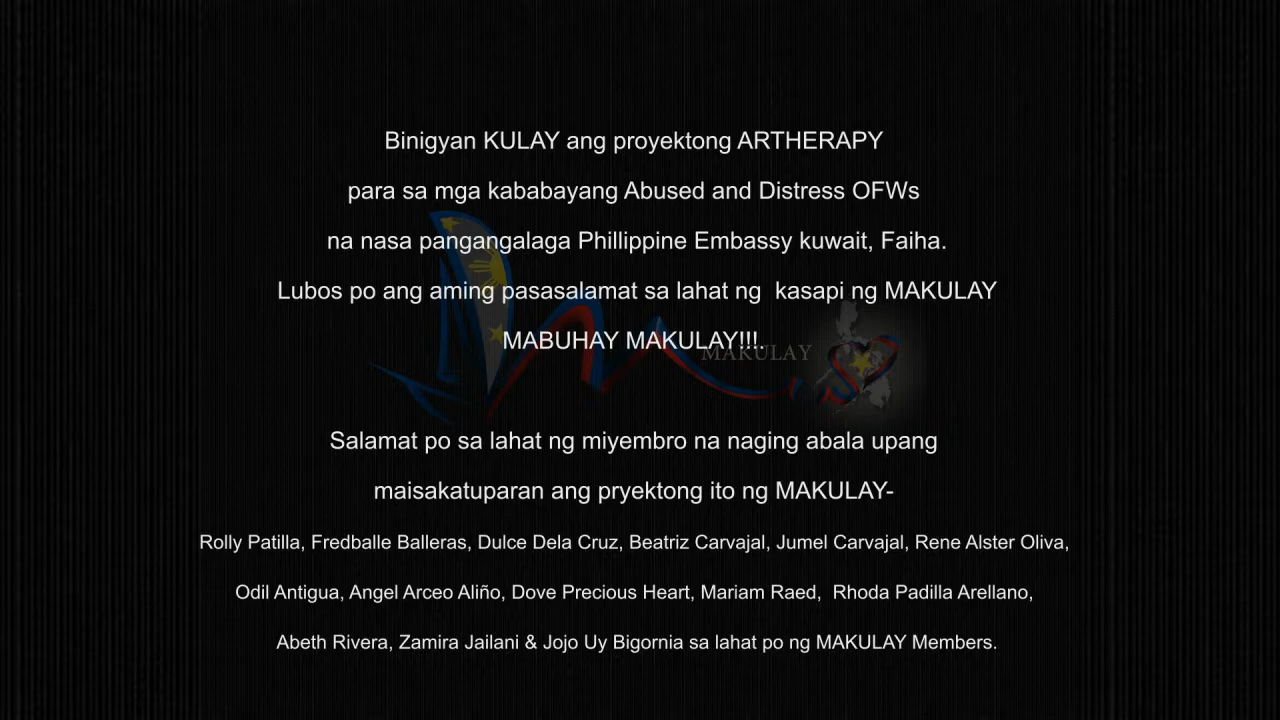 Binigyan KULAY ang proyektong ARTHERAPY
para sa mga kababayang Abused and Distress OFWs
na nasa pangangalaga Phillippine Embassy kuwait, Faiha.
Lubos po ang aming pasasalamat sa lahat ng  kasapi ng MAKULAY
MABUHAY MAKULAY!!!.
MAKULAY
Salamat po sa lahat ng miyembro na naging abala upang
maisakatuparan ang pryektong ito ng MAKULAY-
Rolly Patilla, Fredballe Balleras, Dulce Dela Cruz, Beatriz Carvajal, Jumel Carvajal, Rene Alster Oliva,
Odil Antigua, Angel Arceo Aliño, Dove Precious Heart, Mariam Raed,  Rhoda Padilla Arellano,
Abeth Rivera, Zamira Jailani & Jojo Uy Bigornia sa lahat po ng MAKULAY Members.